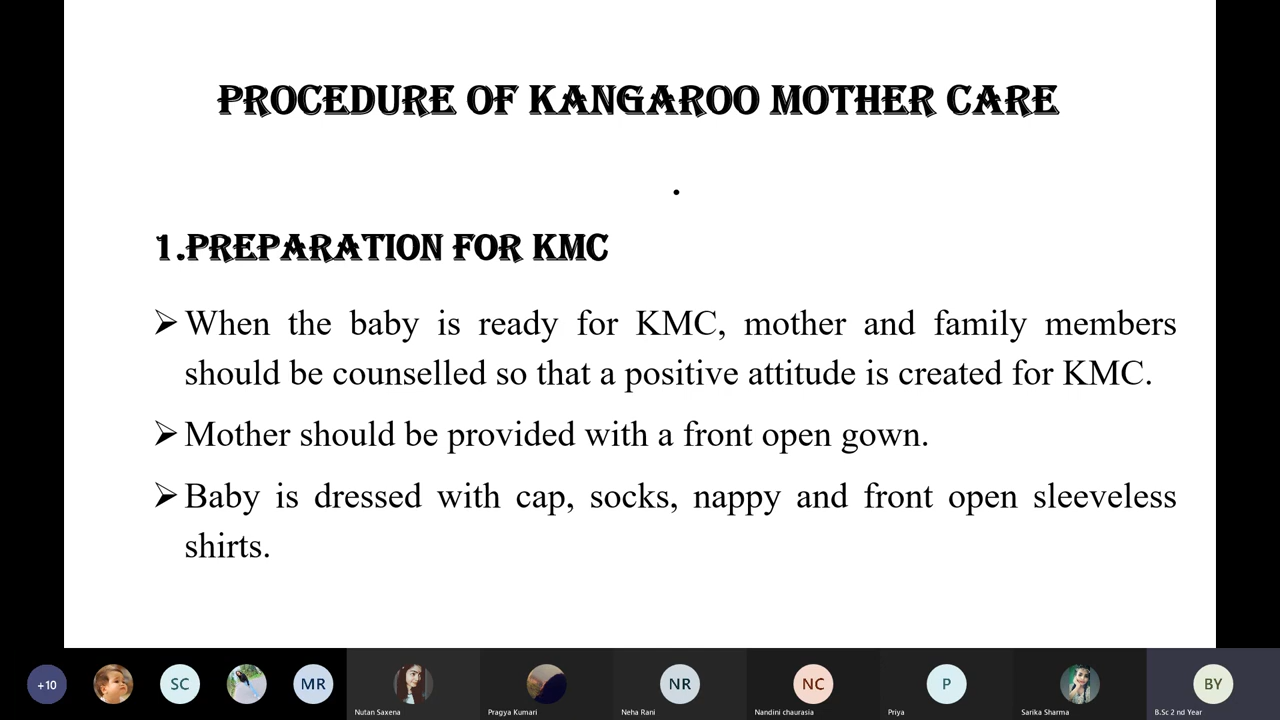 PROCEDURE OF KANGAROO MOTHER CARE
.
1.PREPARATION FOR KMC
➢ When the baby is ready for KMC, mother and family members
should be counselled so that a positive attitude is created for KMC.
➢ Mother should be provided with a front open gown.
➢ Baby is dressed with cap, socks, nappy and front open sleeveless
shirts.
+10 SC MR NR NC P BY
Nutan Saxena Pragya Kumari Neha Rani Nandini chaurasia Priya Sarika Sharma B.Sc 2 nd Year